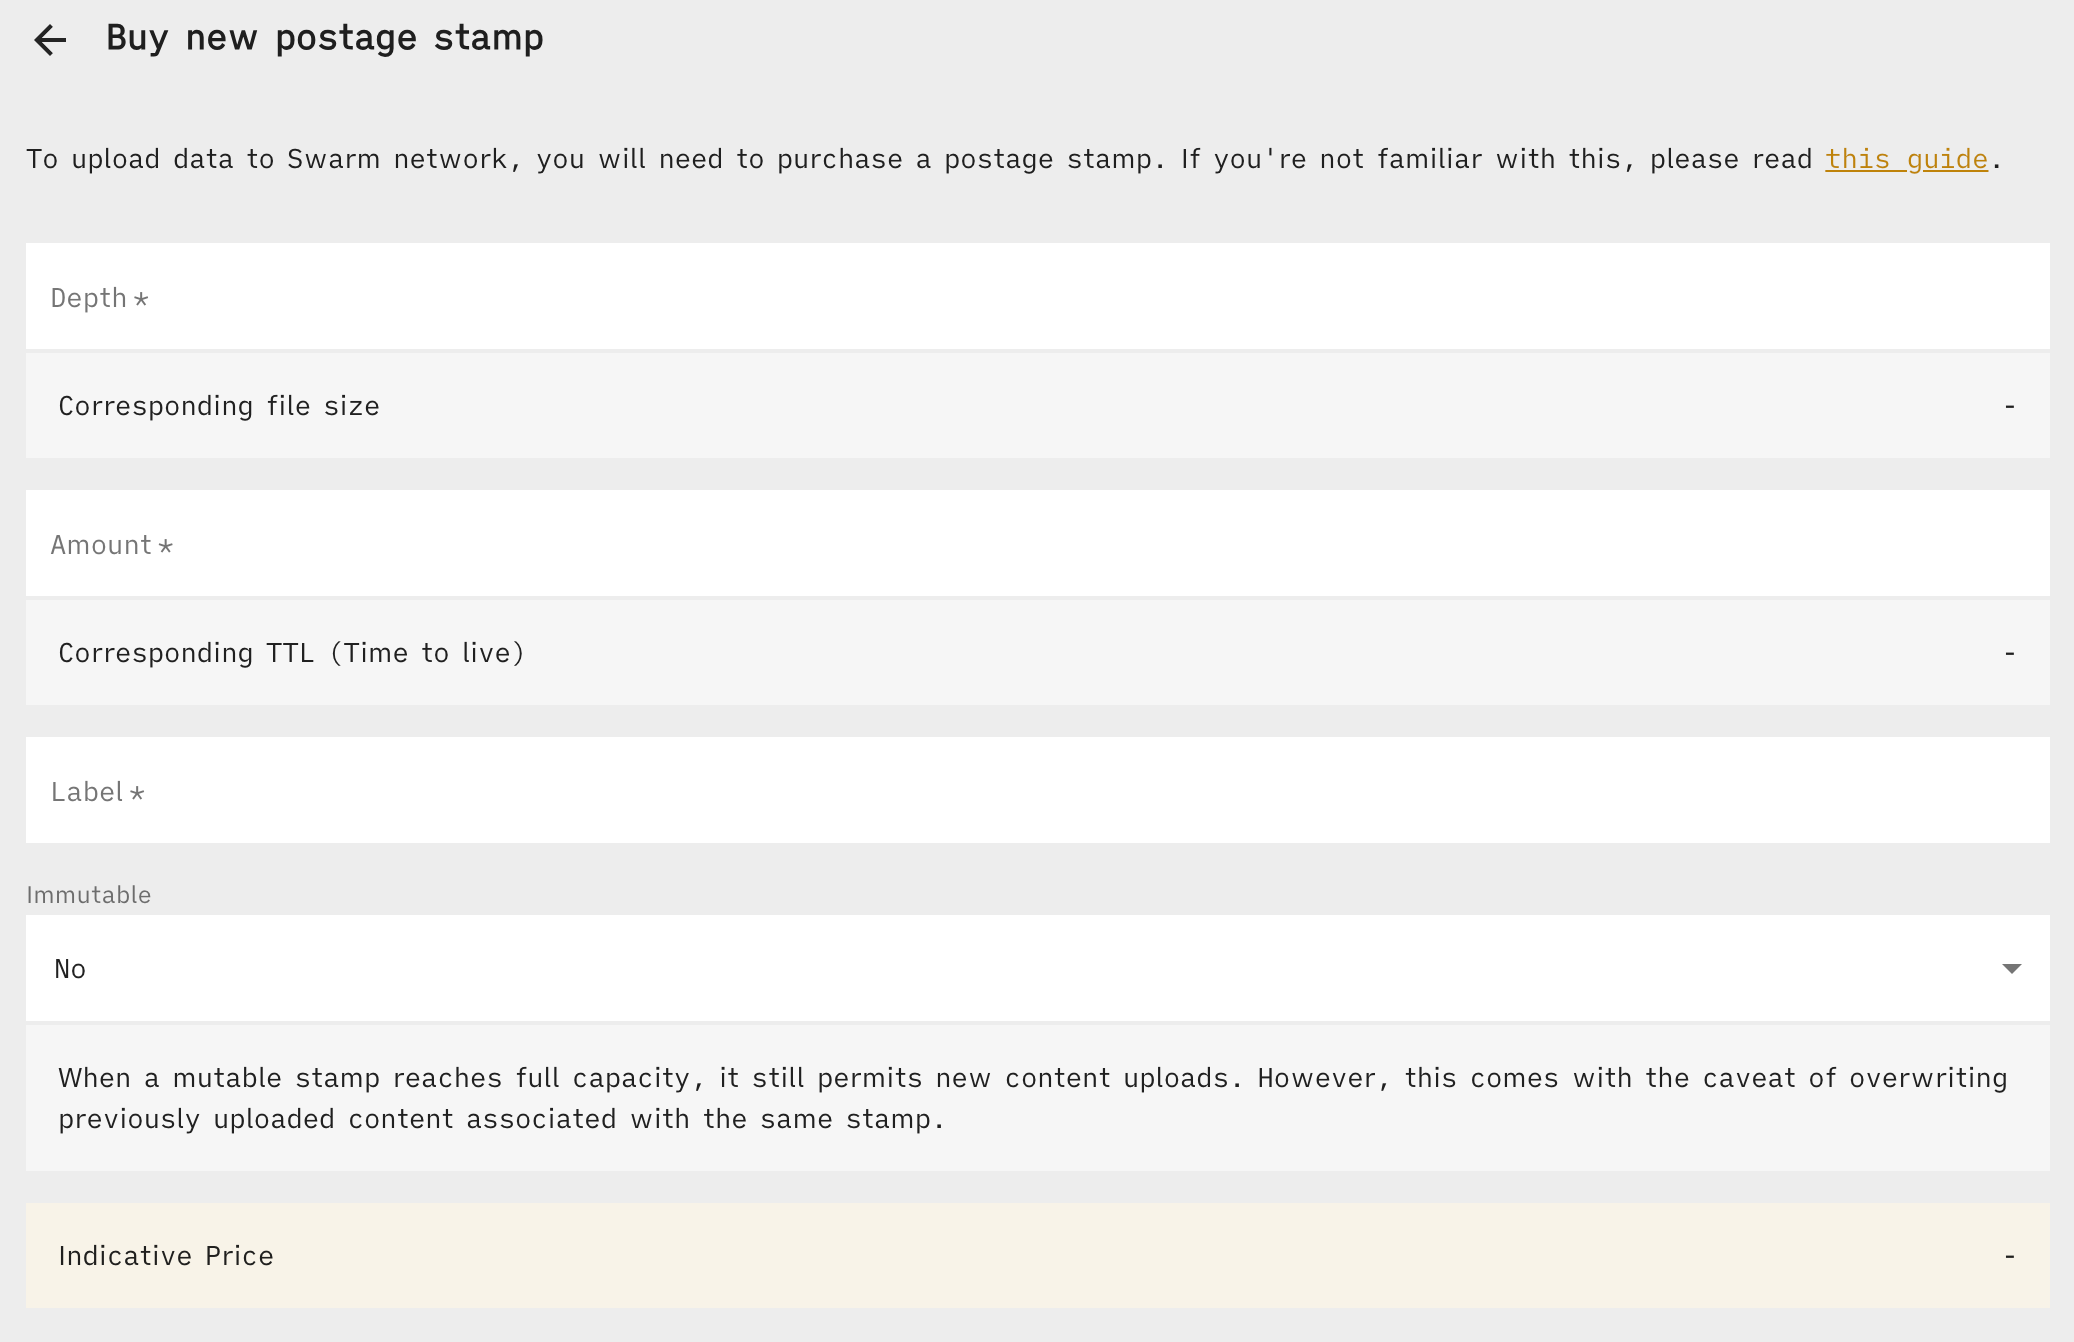 Buy new postage stamp
To upload data to Swarm network, you will need to purchase a postage stamp. If you're not familiar with this, please read this guide.
Depth *
Corresponding file size -
Amount *
Corresponding TTL (Time to live) -
Label *
Immutable
No
When a mutable stamp reaches full capacity, it still permits new content uploads. However, this comes with the caveat of overwriting
previously uploaded content associated with the same stamp.
Indicative Price -